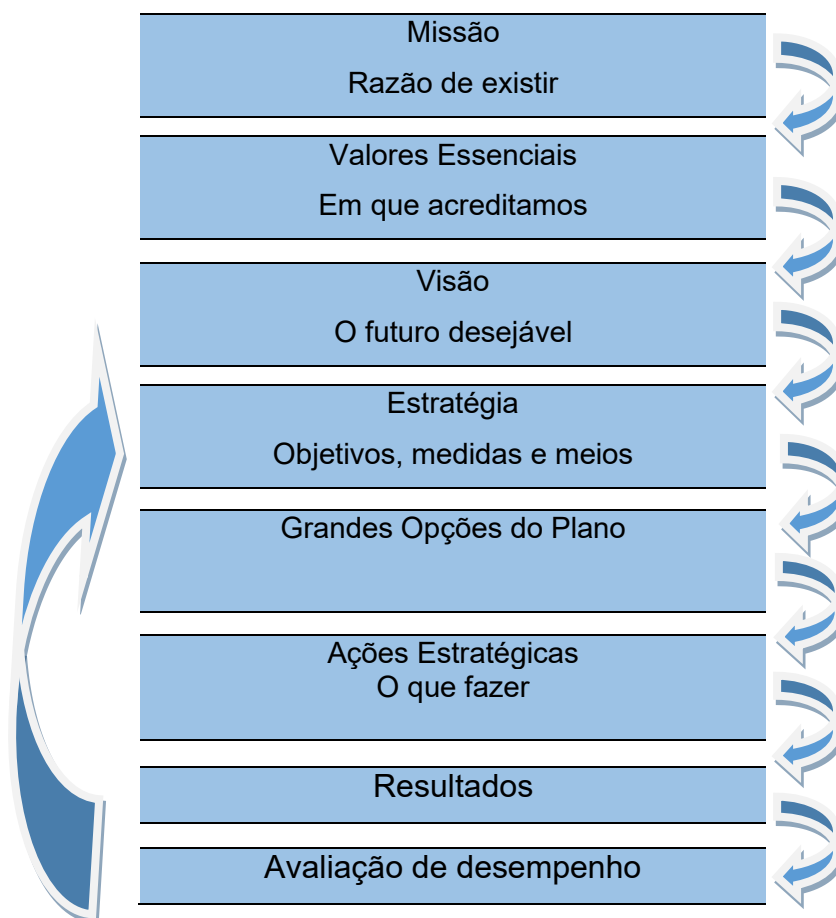 Missão
Razão de existir
Valores Essenciais
Em que acreditamos
Visão
O futuro desejável
Estratégia
Objetivos, medidas e meios
Grandes Opções do Plano
Ações Estratégicas
O que fazer
Resultados
Avaliação de desempenho